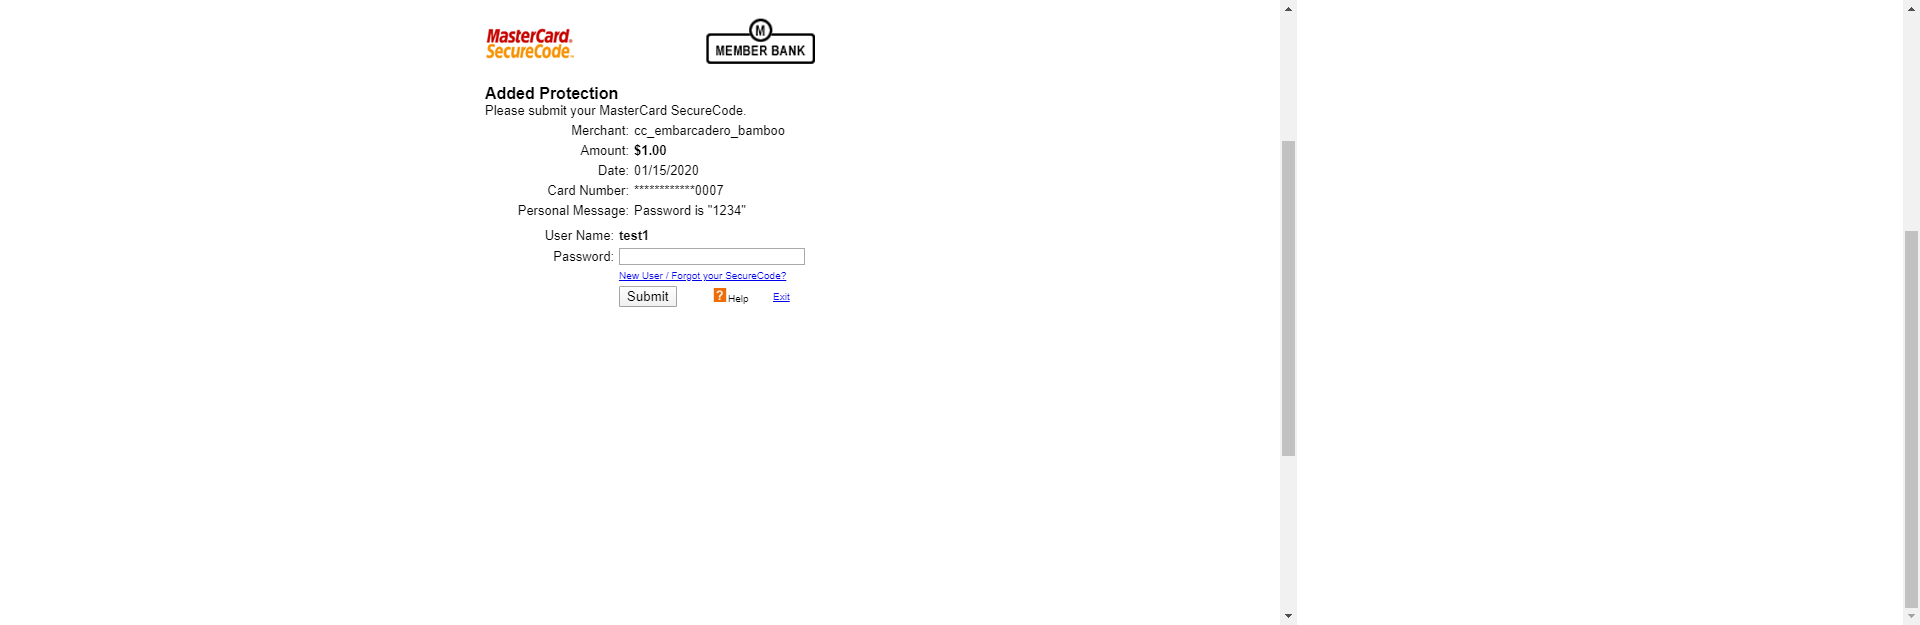 MasterCard.
SecureCode™
M
MEMBER BANK
Added Protection
Please submit your MasterCard SecureCode.
Merchant: cc_embarcadero_bamboo
Amount: $1.00
Date: 01/15/2020
Card Number: ************0007
Personal Message: Password is "1234"
User Name: test1
Password:
New User / Forgot your SecureCode?
Submit ? Help Exit